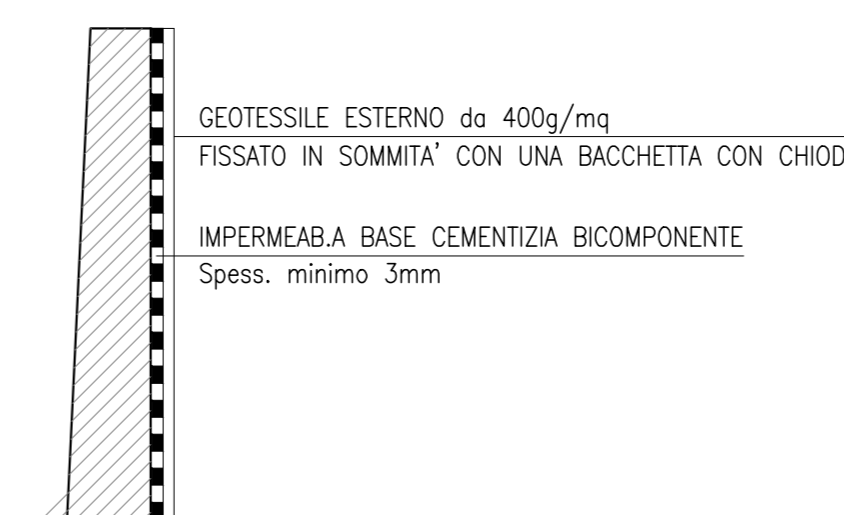 GEOTESSILE ESTERNO da 400g/mq
FISSATO IN SOMMITA' CON UNA BACCHETTA CON
IMPERMEAB.A BASE CEMENTIZIA BICOMPONENTE
Spess. minimo 3mm